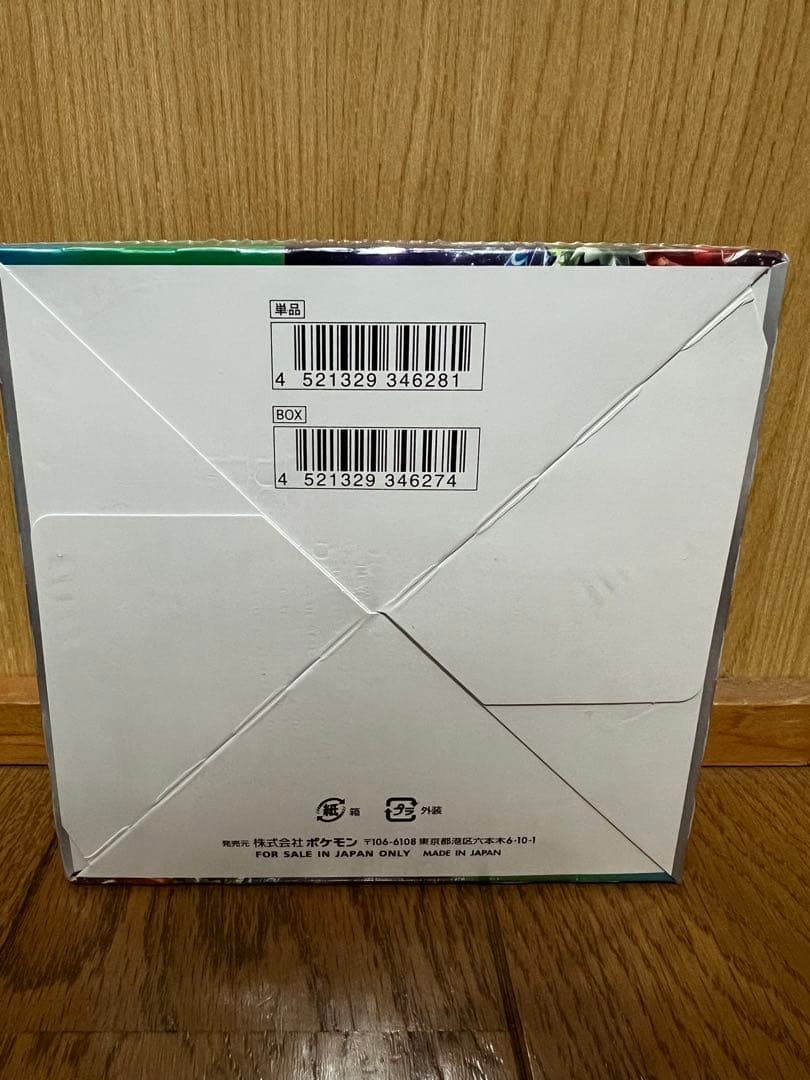 単品
4 521329 346281
BOX
4 521329 346274
紙 箱 プラ 外装
発売元 株式会社 ポケモン 〒106-6108 東京都港区六本木6-10-1
FOR SALE IN JAPAN ONLY MADE IN JAPAN